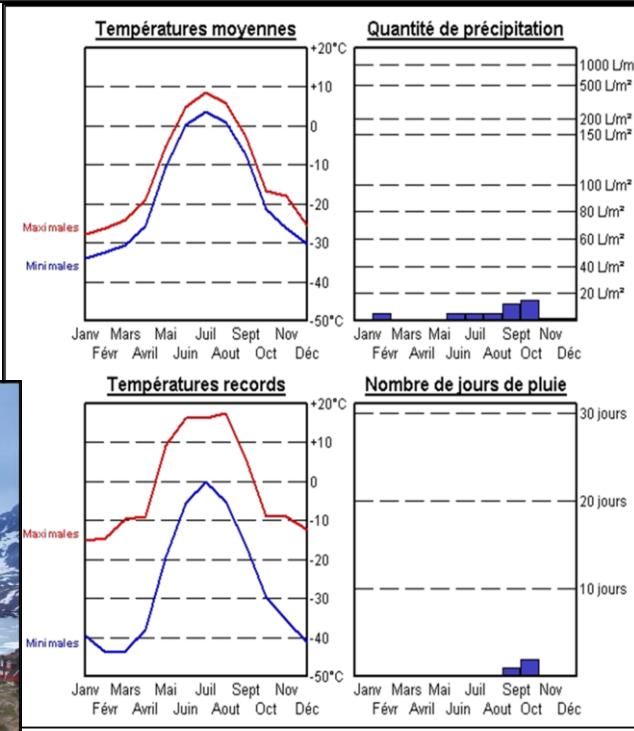 Températures moyennes
+20°C
+10
0
-10
-20
-30
-40
-50°C
Maximales
Minimales
Janv Mars Mai Juil Sept Nov
Févr Avril Juin Aout Oct Déc
Quantité de précipitation
1000 L/m
500 L/m²
200 L/m²
150 L/m²
100 L/m²
80 L/m²
60 L/m²
40 L/m²
20 L/m²
Janv Mars Mai Juil Sept Nov
Févr Avril Juin Aout Oct Déc
Températures records
+20°C
+10
0
-10
-20
-30
-40
-50°C
Maximales
Minimales
Janv Mars Mai Juil Sept Nov
Févr Avril Juin Aout Oct Déc
Nombre de jours de pluie
30 jours
20 jours
10 jours
Janv Mars Mai Juil Sept Nov
Févr Avril Juin Aout Oct Déc